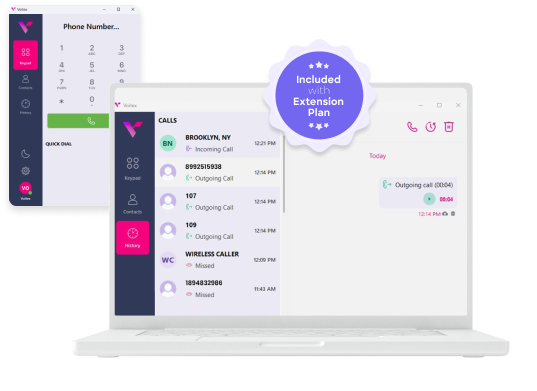 Voitex
Phone Number...
1
2
ABC
3
DEF
4
GHI
5
JKL
6
MNO
7
PQRS
8
TUV
9
*
0
+
Keypad
Contacts
History
QUICK DIAL
VO
Voitex
Included
with
Extension
Plan
Voitex
CALLS
BN
BROOKLYN, NY
Incoming Call
12:21 PM
8992515938
Outgoing Call
12:14 PM
107
Outgoing Call
12:14 PM
109
Outgoing Call
12:14 PM
WC
WIRELESS CALLER
Missed
12:09 PM
1894832986
Missed
11:43 AM
Keypad
Contacts
History
Today
Outgoing call (00:04)
00:04
12:14 PM